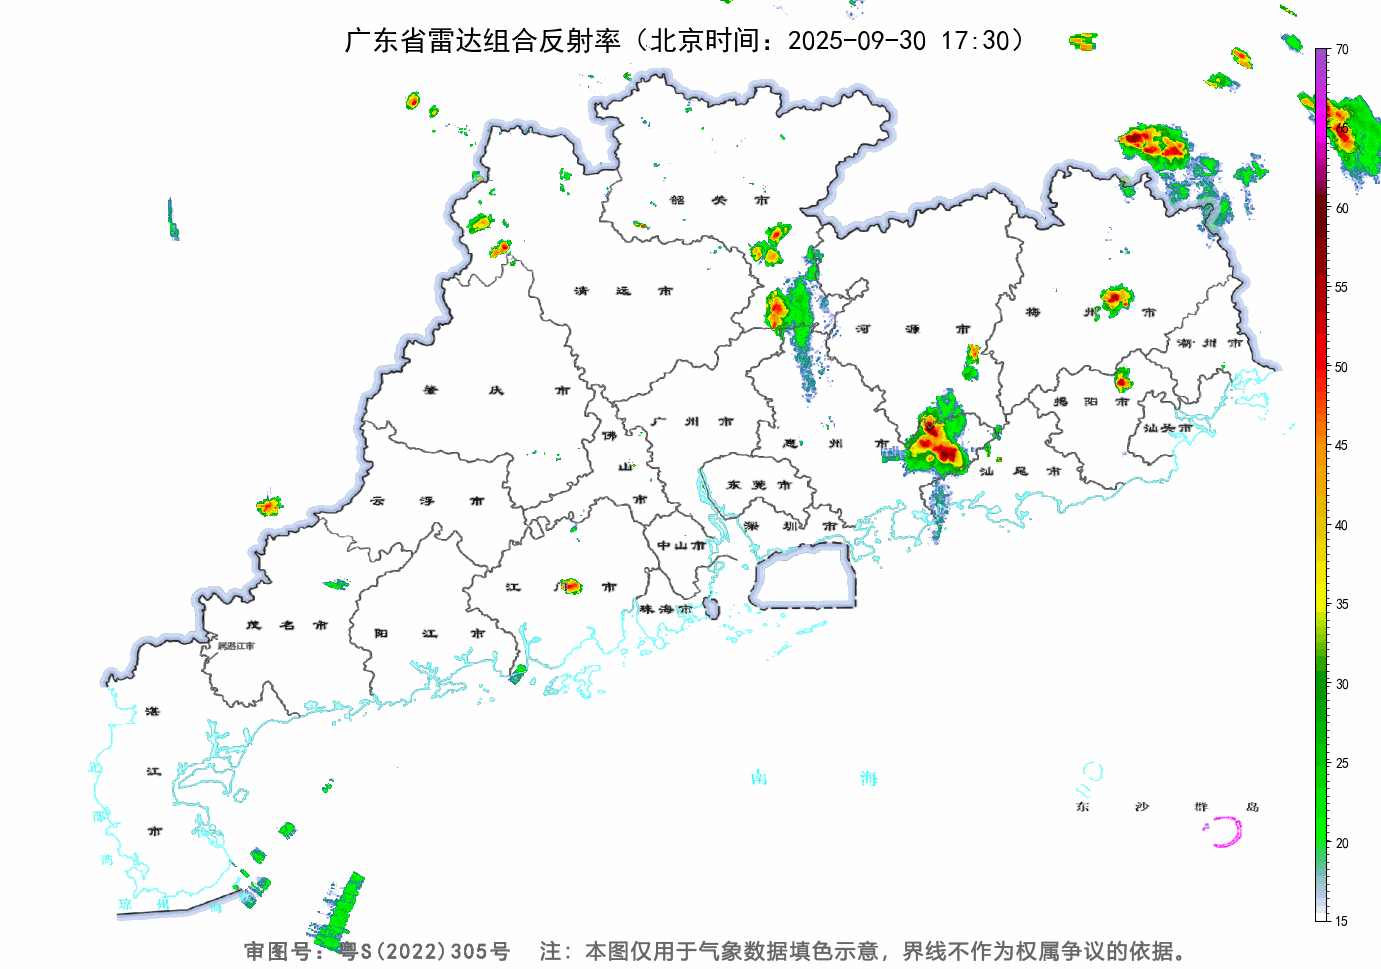 广东省雷达组合反射率（北京时间：2025-09-30 17:30）
70
65
60
55
50
45
40
35
30
25
20
15
韶关市
清远市
河源市
梅州市
潮州市
肇庆市
广州市
佛山市
惠州市
揭阳市
汕头市
汕尾市
云浮市
东莞市
深圳市
中山市
江门市
珠海市
茂名市
阳江市
属湛江市
湛江市
北部湾
琼州海
南海
东沙群岛
审图号：粤S(2022)305号 注：本图仅用于气象数据填色示意，界线不作为权属争议的依据。